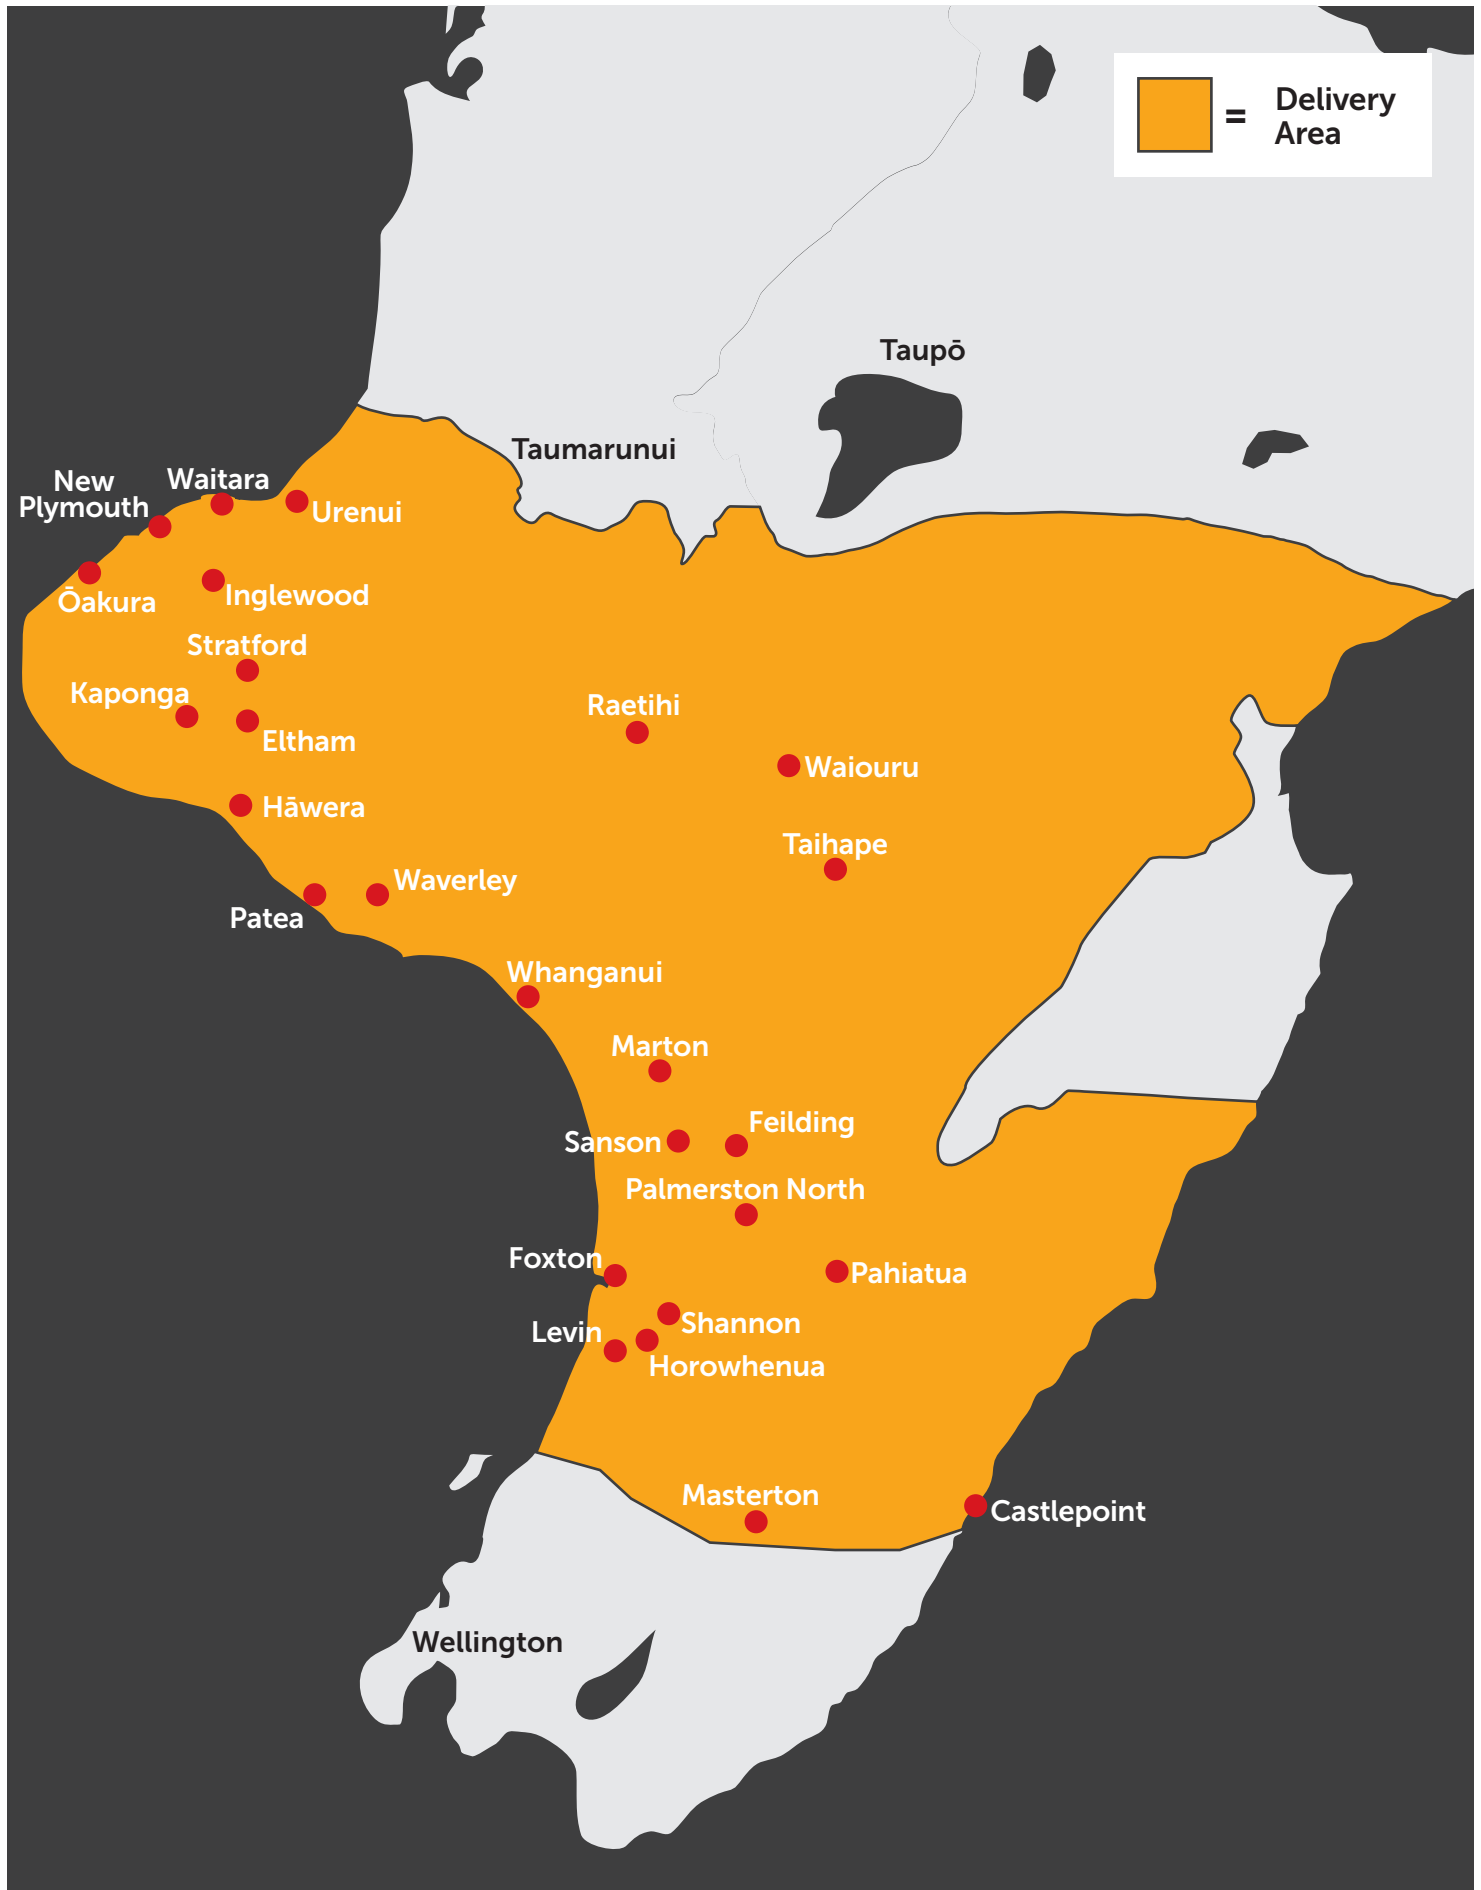 =
Delivery
Area
Taupō
Taumarunui
New
Plymouth
Waitara
Urenui
Ōakura
Inglewood
Stratford
Kaponga
Eltham
Raetihi
Waiouru
Hāwera
Taihape
Waverley
Patea
Whanganui
Marton
Feilding
Sanson
Palmerston North
Foxton
Pahiatua
Shannon
Levin
Horowhenua
Masterton
Castlepoint
Wellington